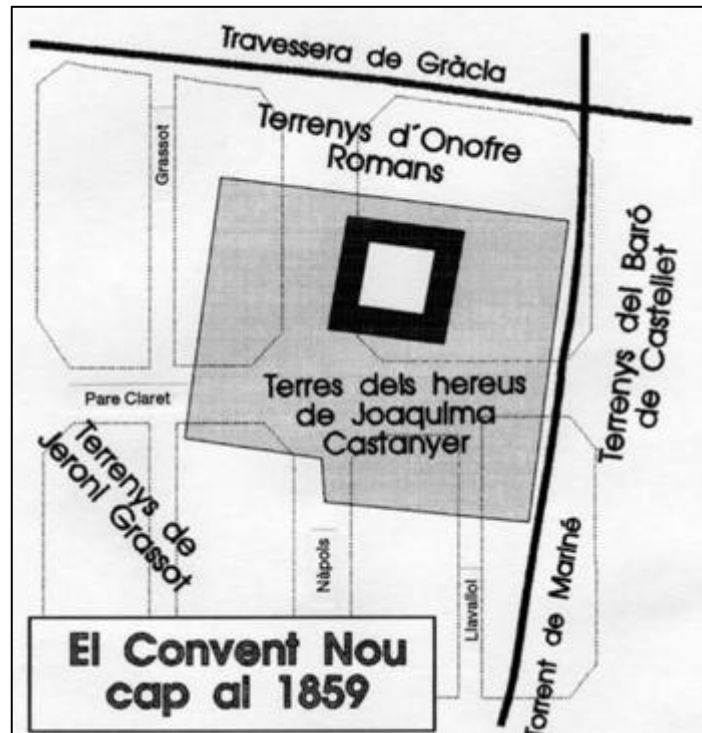 Travessera de Gràcia
Grassot
Terrenys d´Onofre
Romans
Terrenys del Baró
de Castellet
Terres dels hereus
de Joaquima
Castanyer
Pare Claret
Terrenys de
Jeroni Grassot
Nàpols
Llavallol
Torrent de Mariné
El Convent Nou
cap al 1859